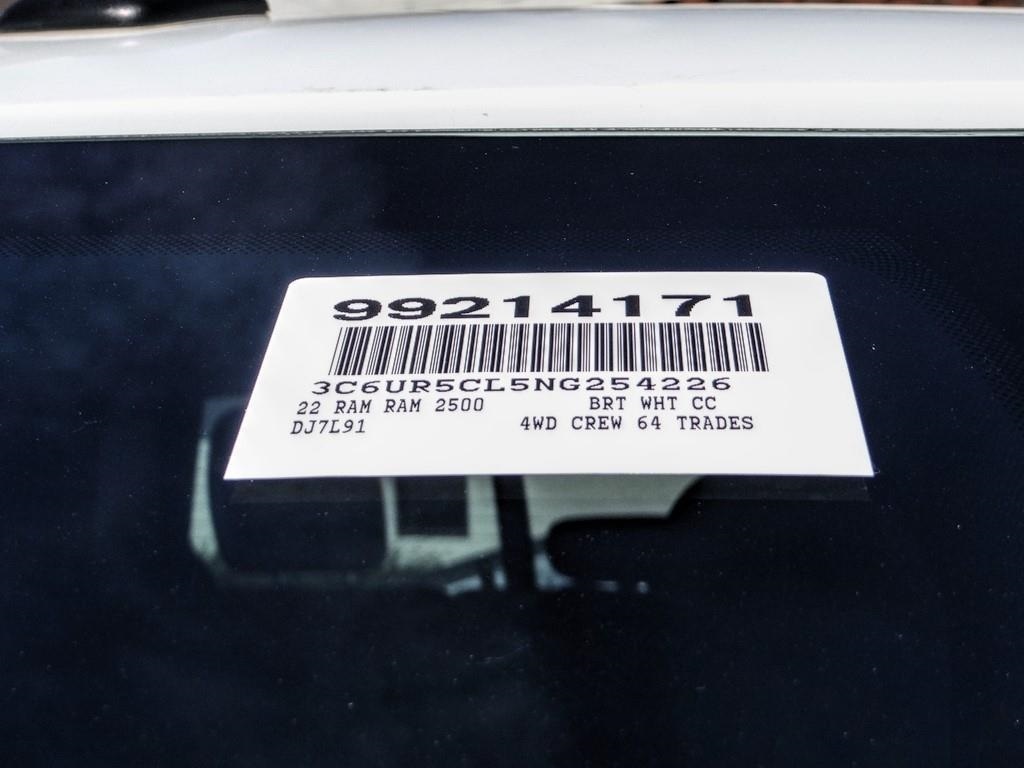 99214171
3C6UR5CL5NG254226
22 RAM RAM 2500 BRT WHT CC
DJ7L91 4WD CREW 64 TRADES